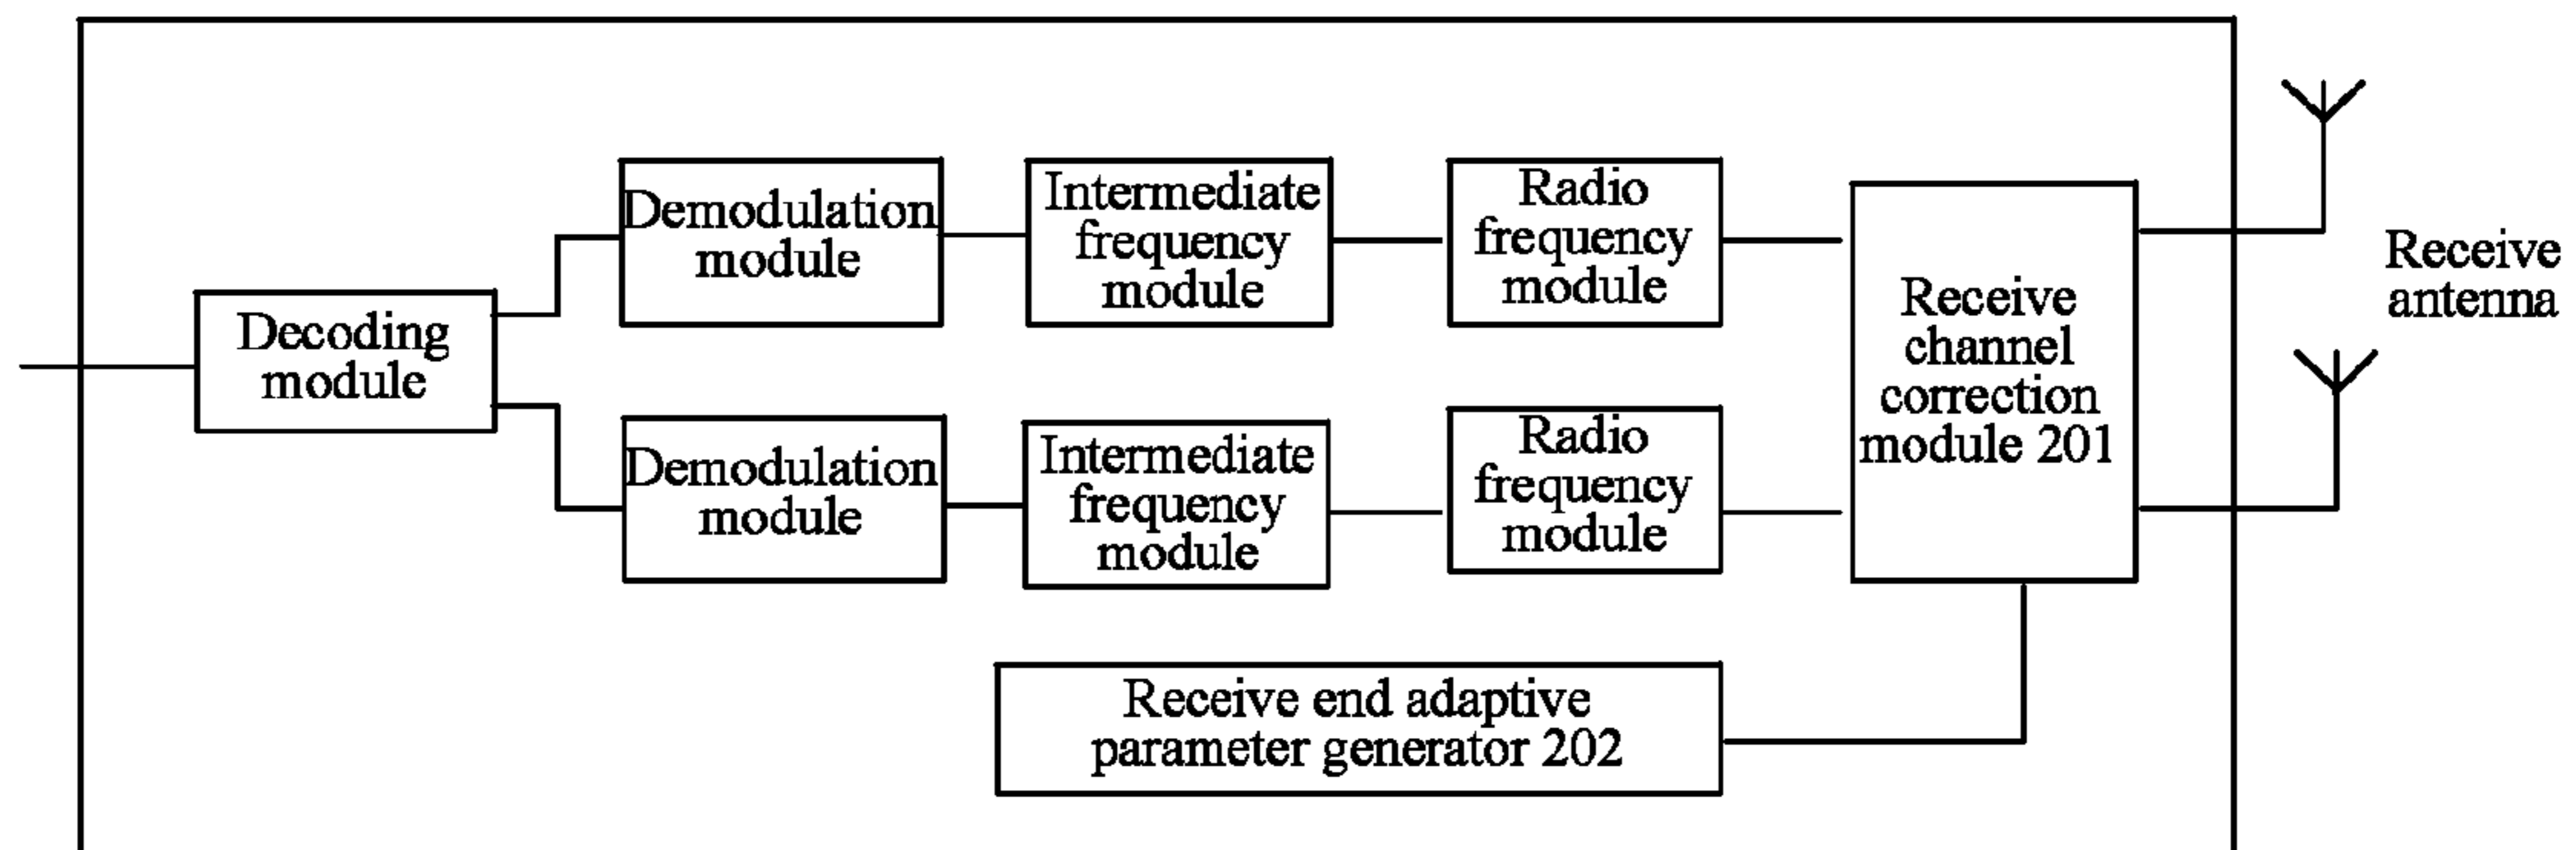 Demodulation
module
Intermediate
frequency
module
Radio
frequency
module
Receive
antenna
Decoding
module
Receive
channel
correction
module 201
Demodulation
module
Intermediate
frequency
module
Radio
frequency
module
Receive end adaptive
parameter generator 202